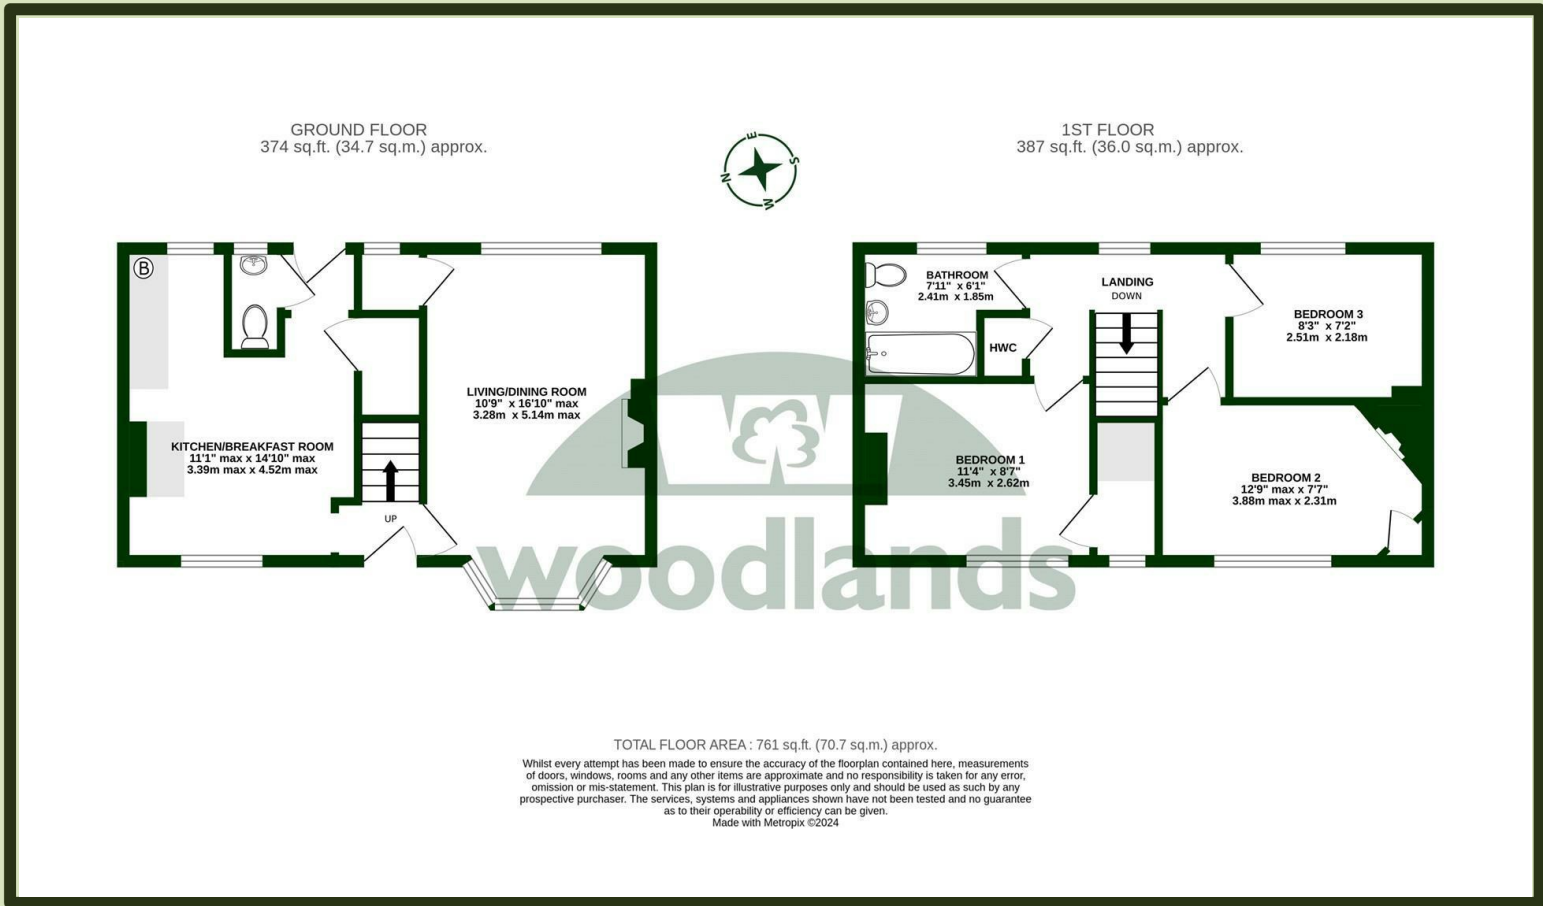 GROUND FLOOR
374 sq.ft. (34.7 sq.m.) approx.
1ST FLOOR
387 sq.ft. (36.0 sq.m.) approx.
E
S
N
W
B
LIVING/DINING ROOM
10'9" x 16'10" max
3.28m x 5.14m max
KITCHEN/BREAKFAST ROOM
11'1" max x 14'10" max
3.39m max x 4.52m max
UP
BATHROOM
7'11" x 6'1"
2.41m x 1.85m
LANDING
DOWN
HWC
BEDROOM 3
8'3" x 7'2"
2.51m x 2.18m
BEDROOM 1
11'4" x 8'7"
3.45m x 2.62m
BEDROOM 2
12'9" max x 7'7"
3.88m max x 2.31m
woodlands
TOTAL FLOOR AREA : 761 sq.ft. (70.7 sq.m.) approx.
Whilst every attempt has been made to ensure the accuracy of the floorplan contained here, measurements
of doors, windows, rooms and any other items are approximate and no responsibility is taken for any error,
omission or mis-statement. This plan is for illustrative purposes only and should be used as such by any
prospective purchaser. The services, systems and appliances shown have not been tested and no guarantee
as to their operability or efficiency can be given.
Made with Metropix ©2024